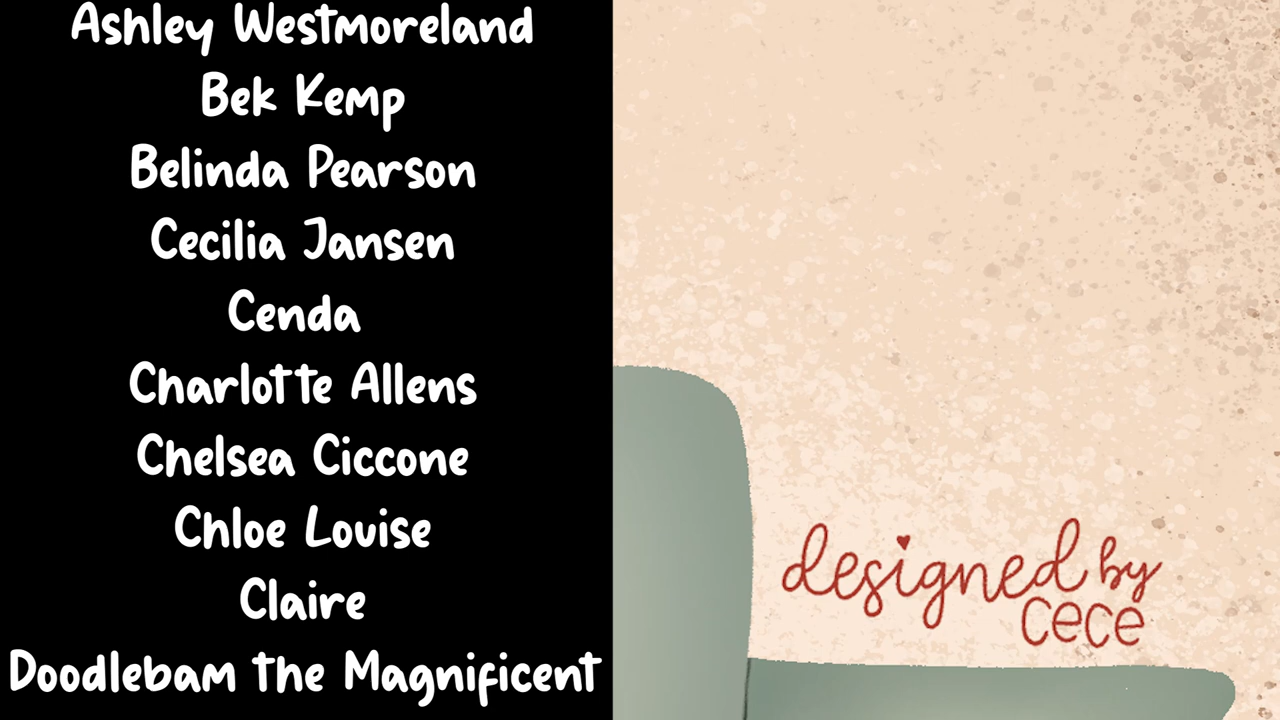 Ashley Westmoreland
Bek Kemp
Belinda Pearson
Cecilia Jansen
Cenda
Charlotte Allens
Chelsea Ciccone
Chloe Louise
Claire
Doodlebam the Magnificent
designed by
cece